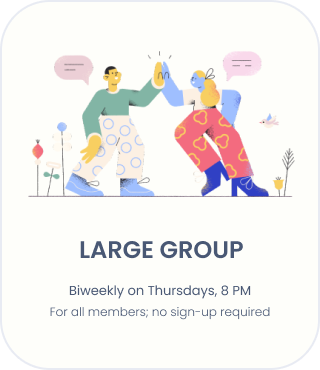 LARGE GROUP
Biweekly on Thursdays, 8 PM
For all members; no sign-up required